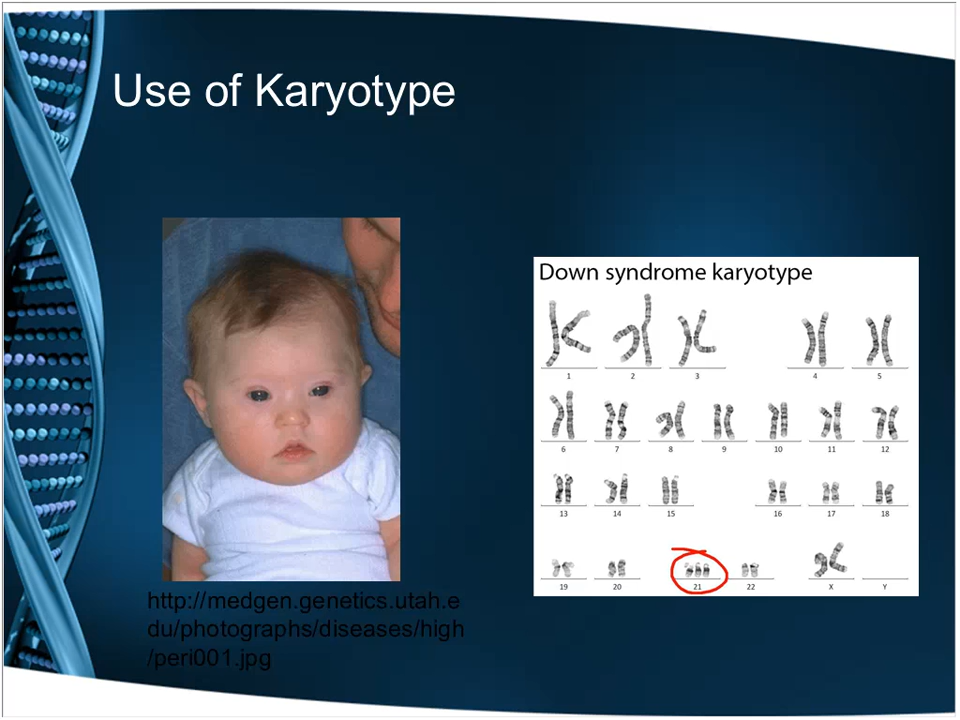 Use of Karyotype
Down syndrome karyotype
1 2 3 4 5
6 7 8 9 10 11 12
13 14 15 16 17 18
19 20 21 22 X Y
http://medgen.genetics.utah.e
du/photographs/diseases/high
/peri001.jpg